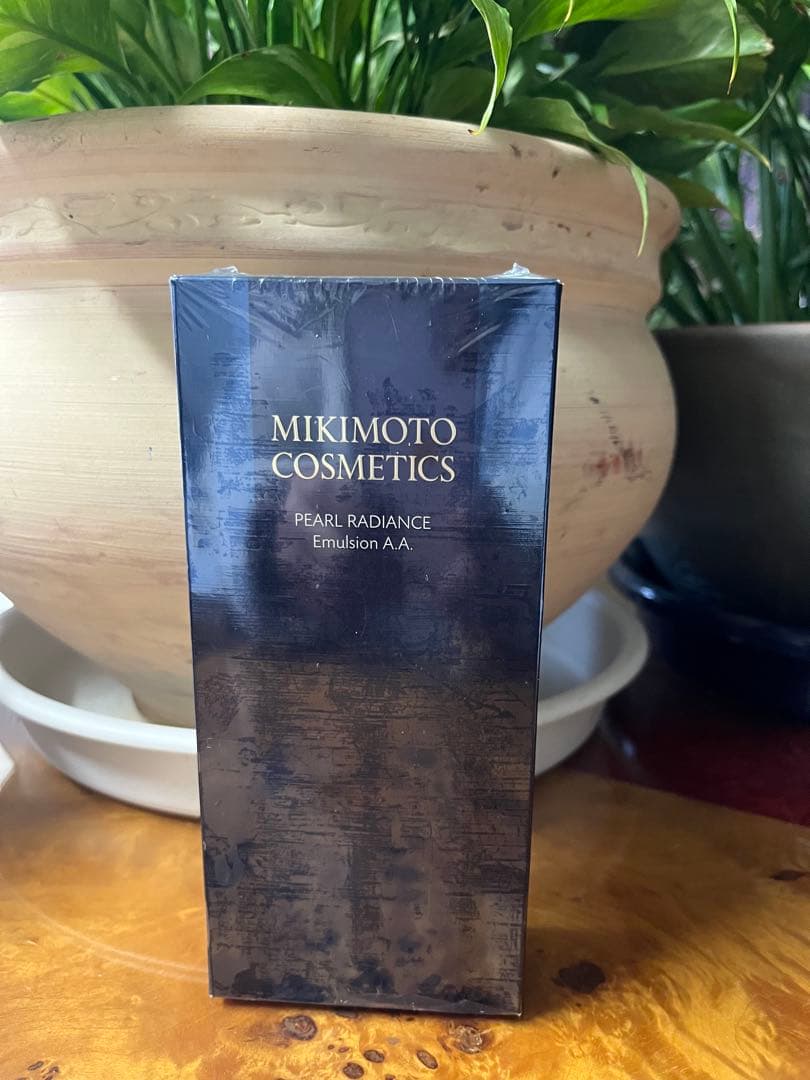 MIKIMOTO
COSMETICS
PEARL RADIANCE
Emulsion A.A.